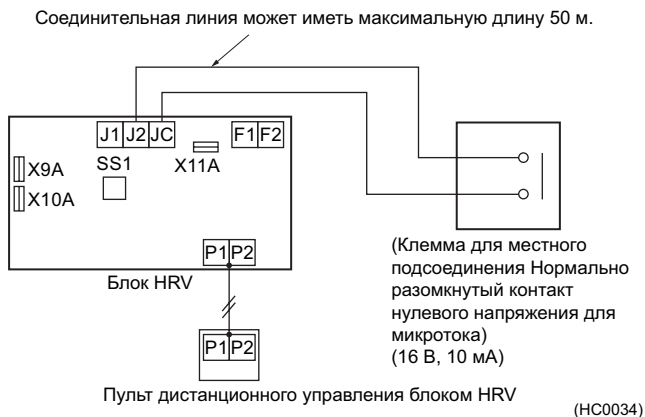 Соединительная линия может иметь максимальную длину 50 м.
J1 J2 JC
F1 F2
X9A
SS1
X11A
X10A
P1 P2
Блок HRV
(Клемма для местного
подсоединения Нормально
разомкнутый контакт
нулевого напряжения для
микротока)
(16 В, 10 мА)
P1 P2
Пульт дистанционного управления блоком HRV
(HC0034)